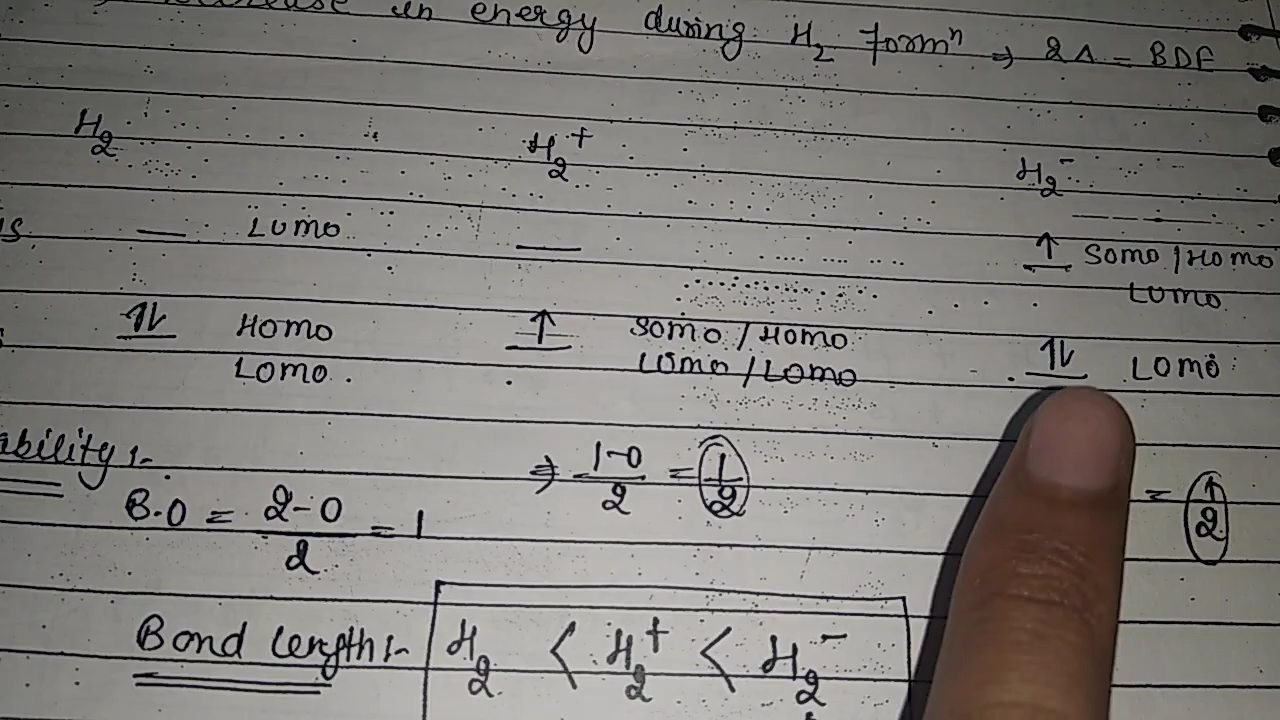 in energy during H₂ formⁿ ⇒ 2Δ = BDE
H₂ H₂⁺ H₂⁻
— LUMO — ↑ SOMO / HOMO
LUMO
↑↓ HOMO ↑ SOMO / HOMO ↑↓ LOMO
LOMO. LUMO / LOMO
ability :-
B.O = 2-0/2 = 1 ⇒ 1-0/2 = 1/2 = 1/2
Bond length :- H₂ < H₂⁺ < H₂⁻